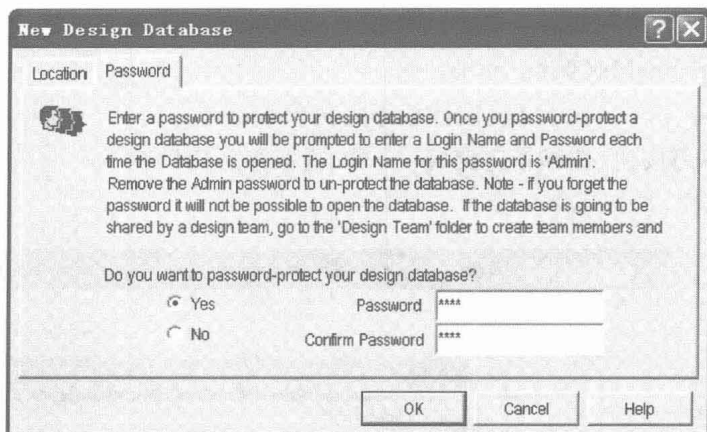 New Design Database
Location Password
Enter a password to protect your design database. Once you password-protect a
design database you will be prompted to enter a Login Name and Password each
time the Database is opened. The Login Name for this password is 'Admin'.
Remove the Admin password to un-protect the database. Note - if you forget the
password it will not be possible to open the database. If the database is going to be
shared by a design team, go to the 'Design Team' folder to create team members and
Do you want to password-protect your design database?
Yes Password ****
No Confirm Password ****
OK Cancel Help